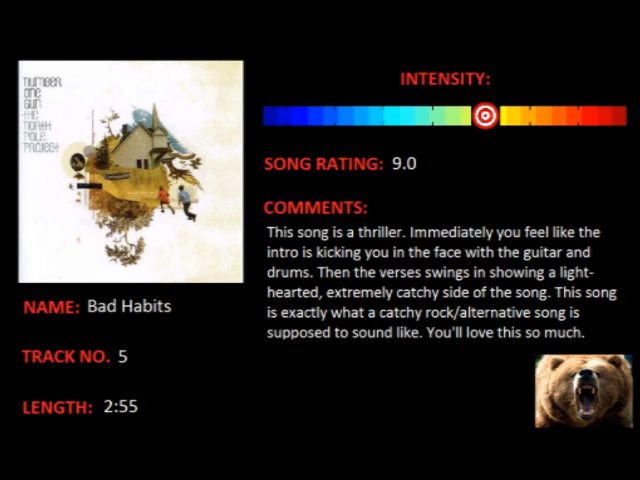 number
one
gun
the
north
pole
project
INTENSITY:
SONG RATING: 9.0
COMMENTS:
This song is a thriller. Immediately you feel like the
intro is kicking you in the face with the guitar and
drums. Then the verses swings in showing a light-
hearted, extremely catchy side of the song. This song
is exactly what a catchy rock/alternative song is
supposed to sound like. You'll love this so much.
NAME: Bad Habits
TRACK NO. 5
LENGTH: 2:55